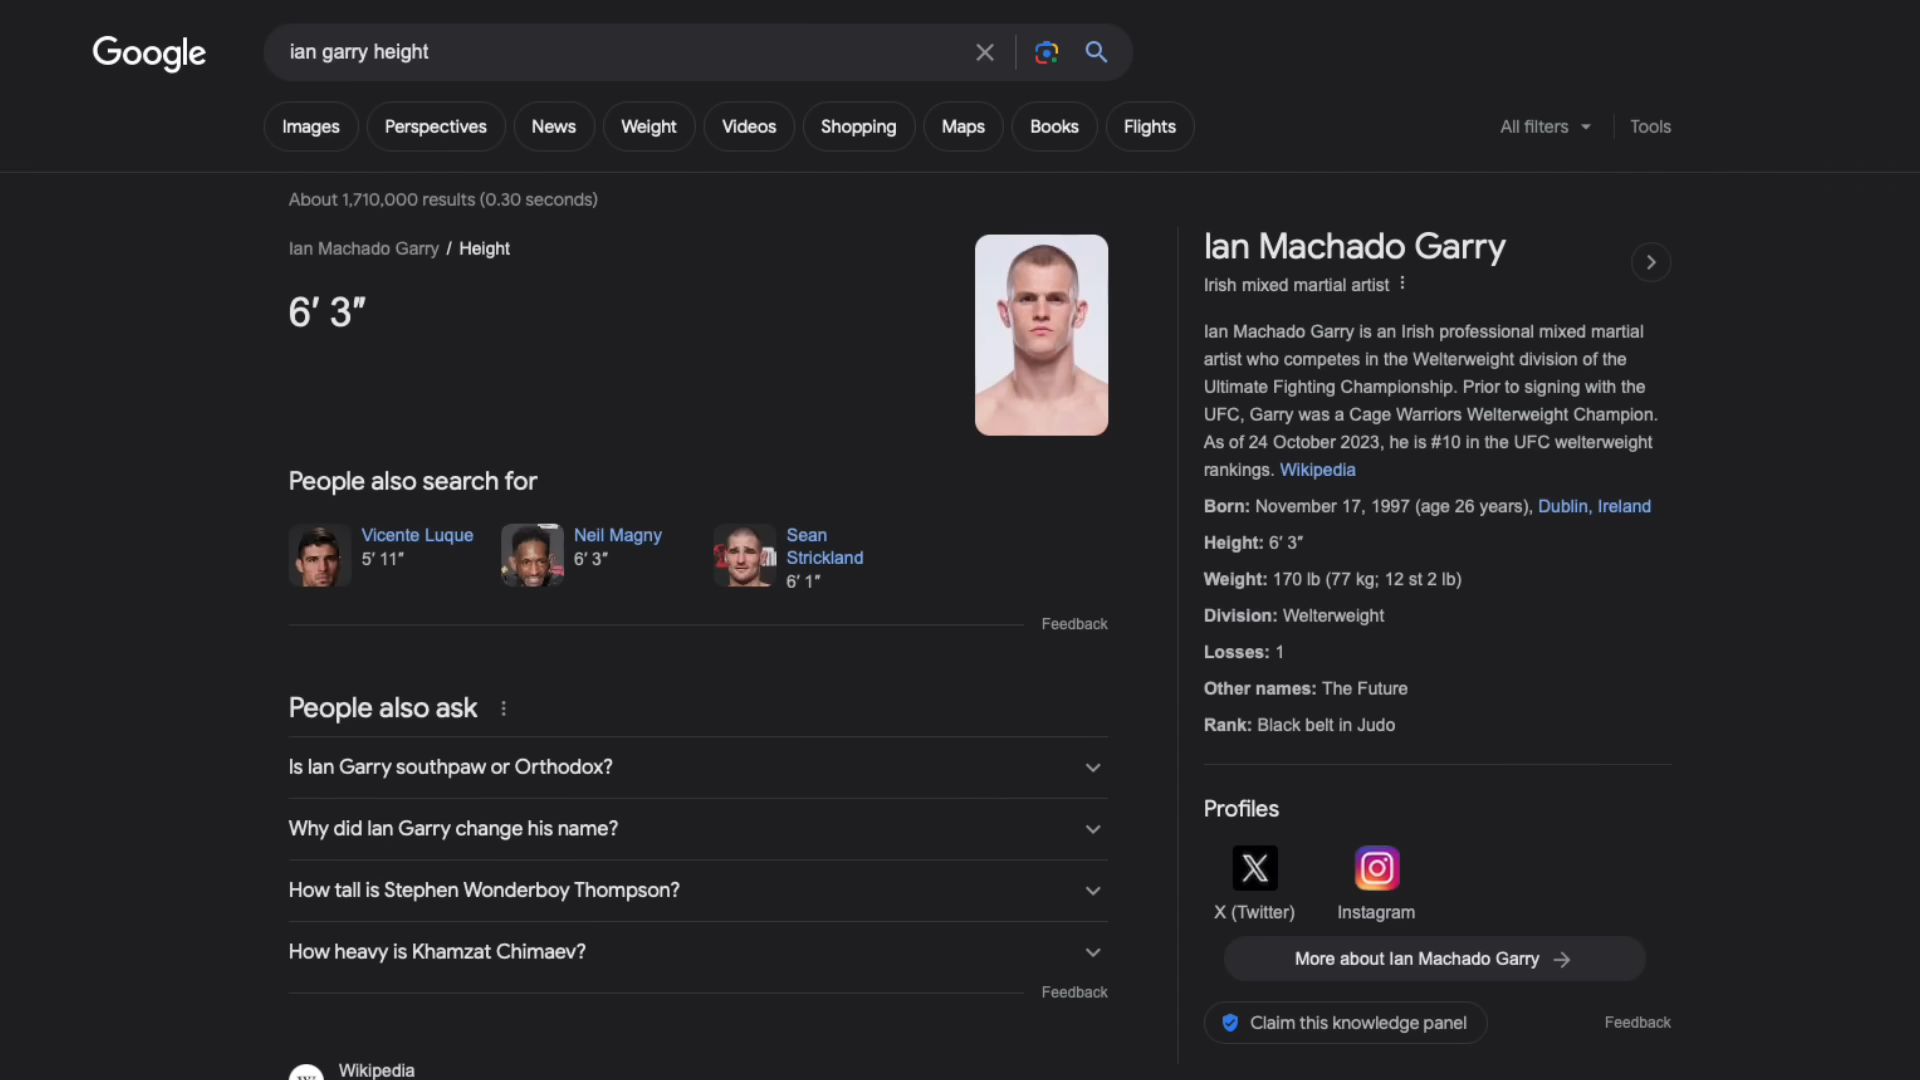 Google
ian garry height
Images
Perspectives
News
Weight
Videos
Shopping
Maps
Books
Flights
All filters
Tools
About 1,710,000 results (0.30 seconds)
Ian Machado Garry / Height
6′ 3″
People also search for
Vicente Luque
5′ 11″
Neil Magny
6′ 3″
Sean
Strickland
6′ 1″
Feedback
People also ask
Is Ian Garry southpaw or Orthodox?
Why did Ian Garry change his name?
How tall is Stephen Wonderboy Thompson?
How heavy is Khamzat Chimaev?
Feedback
Wikipedia
Ian Machado Garry
Irish mixed martial artist
Ian Machado Garry is an Irish professional mixed martial
artist who competes in the Welterweight division of the
Ultimate Fighting Championship. Prior to signing with the
UFC, Garry was a Cage Warriors Welterweight Champion.
As of 24 October 2023, he is #10 in the UFC welterweight
rankings. Wikipedia
Born: November 17, 1997 (age 26 years), Dublin, Ireland
Height: 6′ 3″
Weight: 170 lb (77 kg; 12 st 2 lb)
Division: Welterweight
Losses: 1
Other names: The Future
Rank: Black belt in Judo
Profiles
X (Twitter)
Instagram
More about Ian Machado Garry
Claim this knowledge panel
Feedback